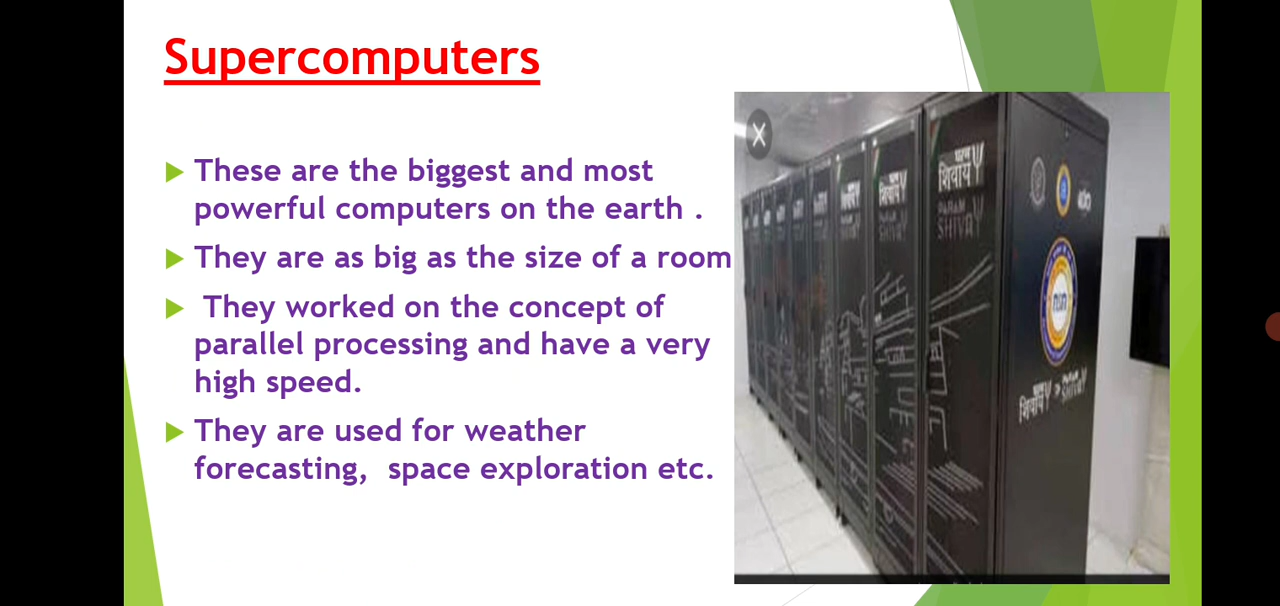 Supercomputers
These are the biggest and most
powerful computers on the earth .
They are as big as the size of a room
They worked on the concept of
parallel processing and have a very
high speed.
They are used for weather
forecasting, space exploration etc.
परम
शिवाय
PARAM
SHIVAY